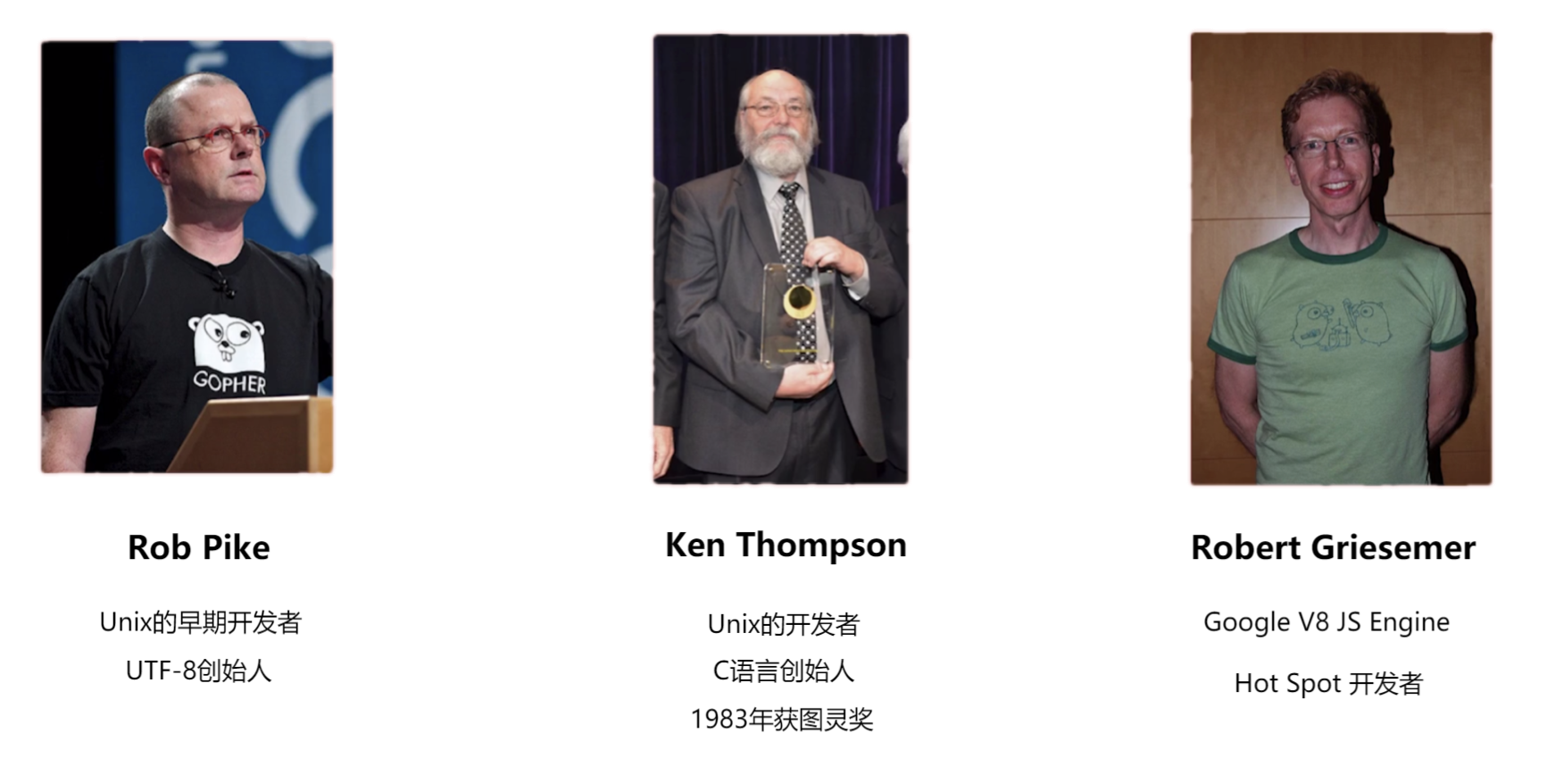 GOPHER
Rob Pike
Unix的早期开发者
UTF-8创始人
Ken Thompson
Unix的开发者
C语言创始人
1983年获图灵奖
Robert Griesemer
Google V8 JS Engine
Hot Spot 开发者